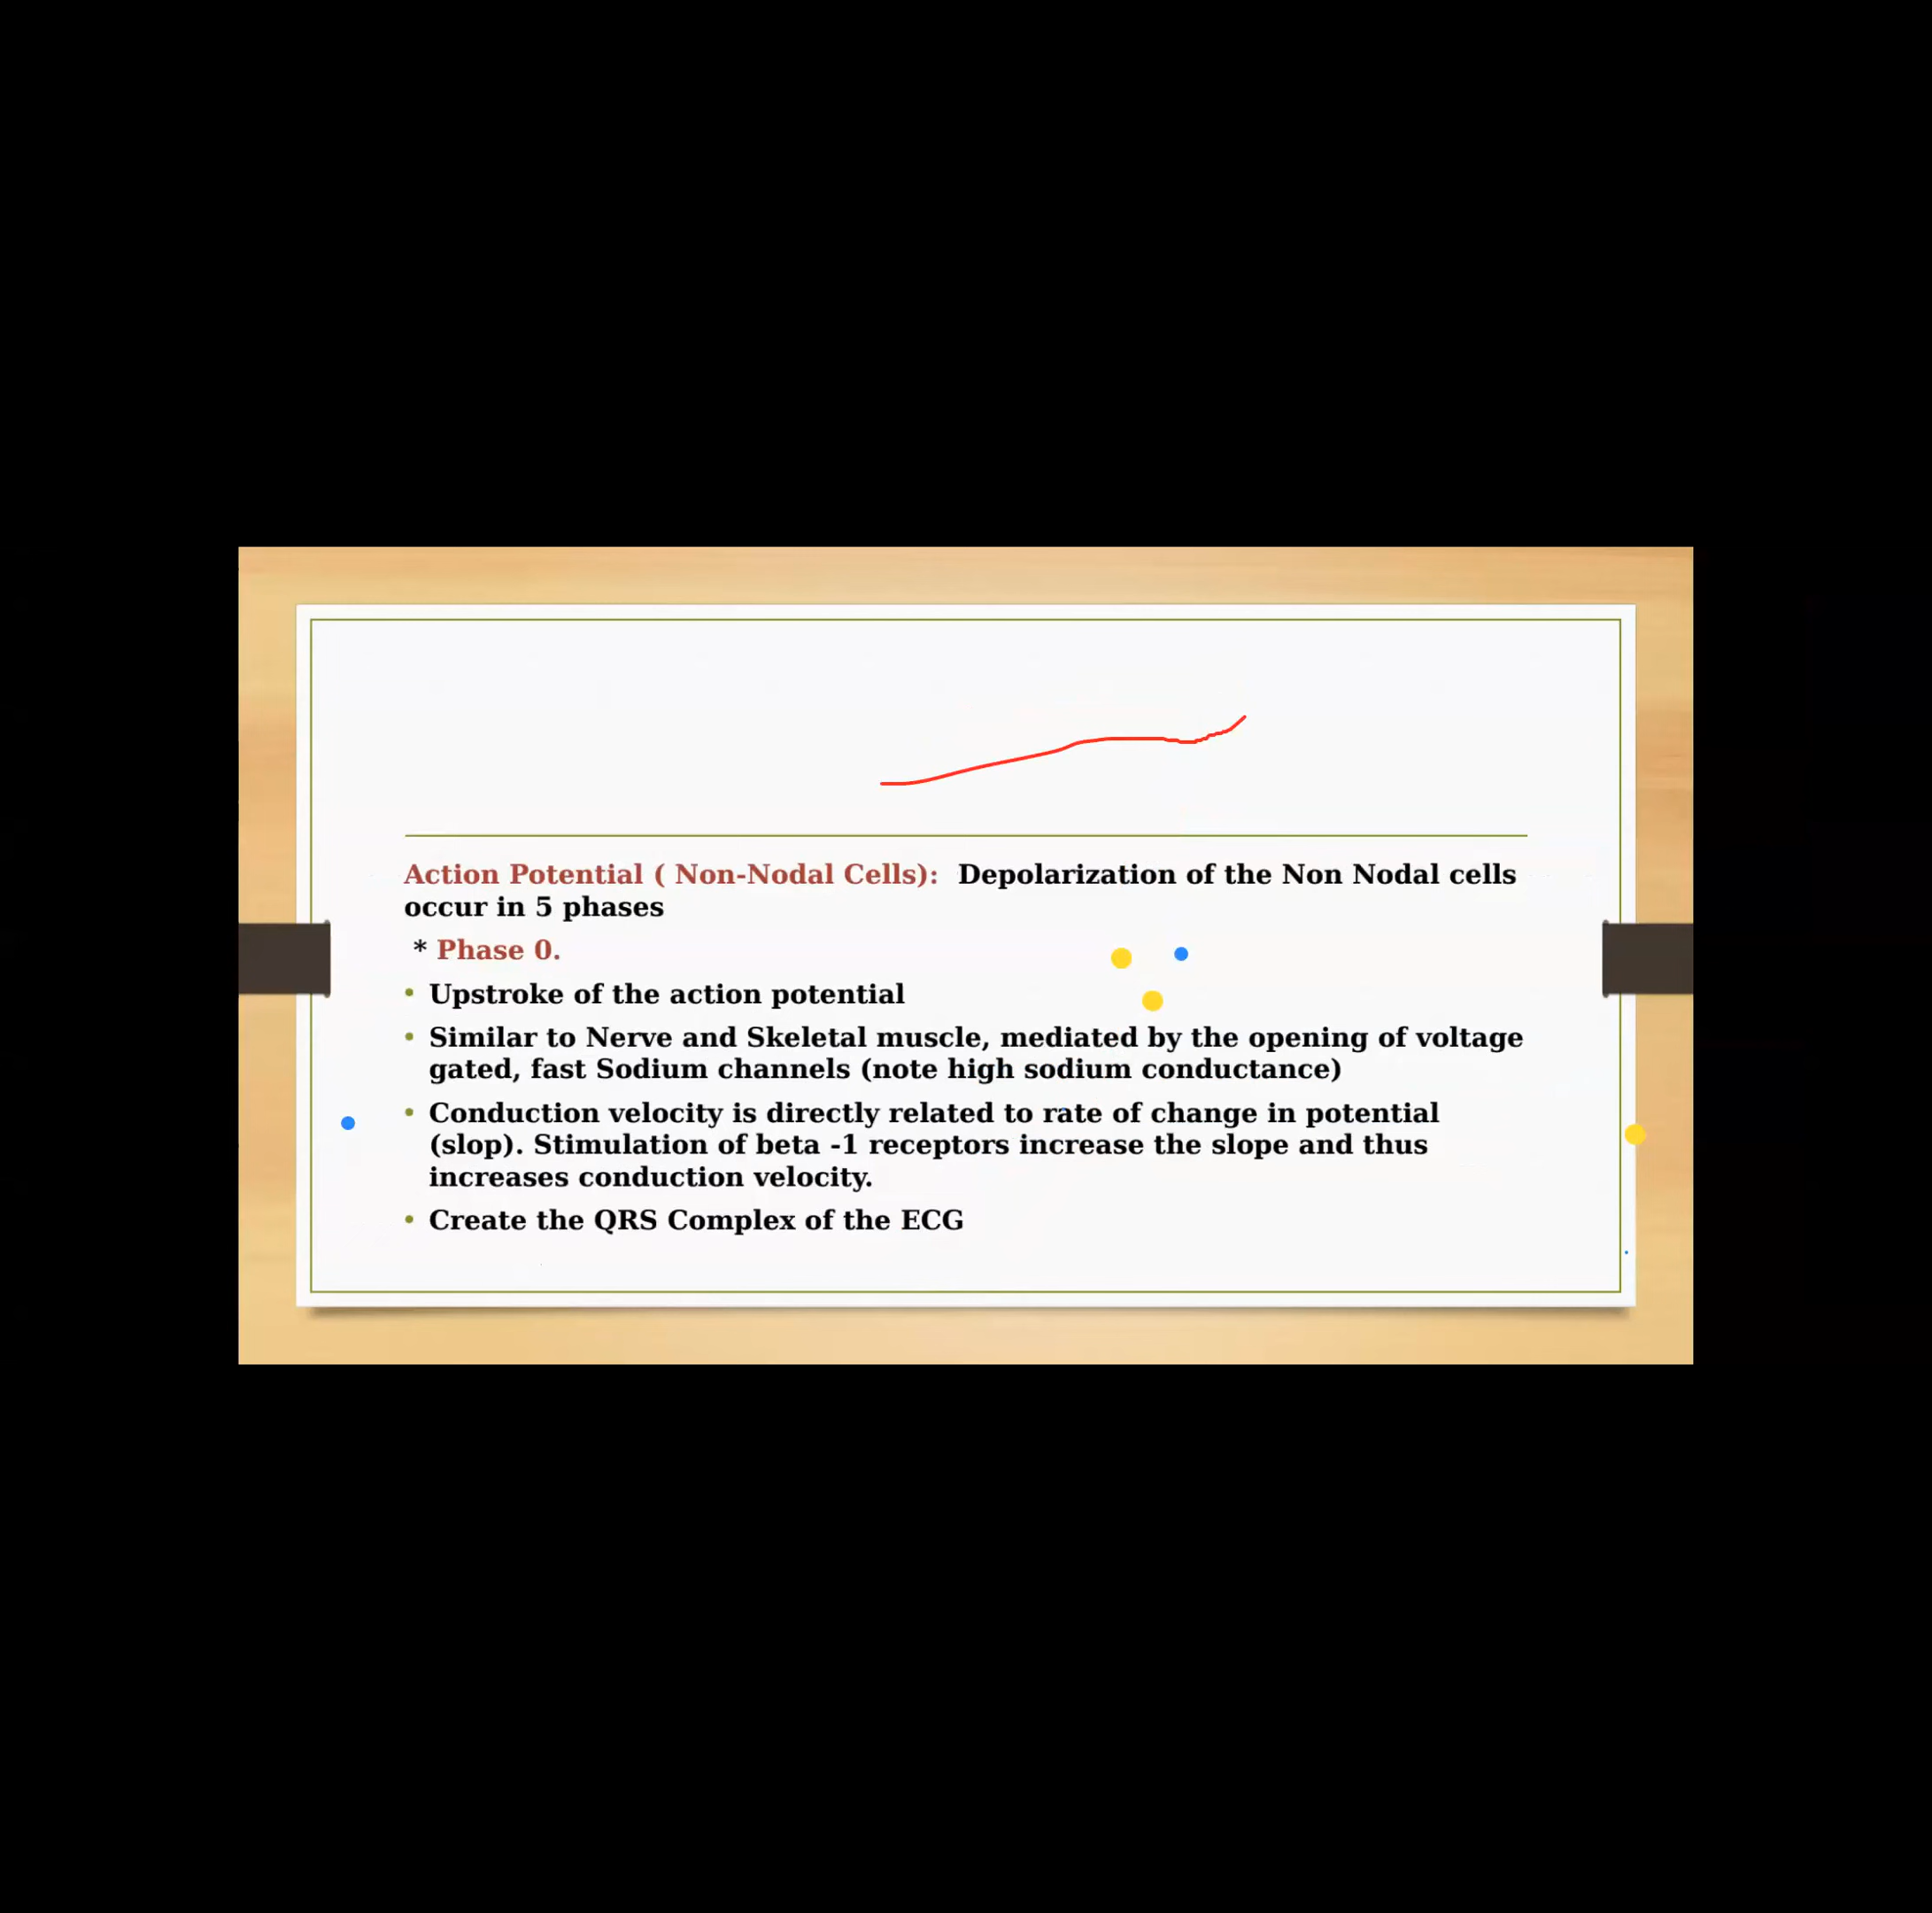 Action Potential ( Non-Nodal Cells):  Depolarization of the Non Nodal cells
occur in 5 phases
* Phase 0.
• Upstroke of the action potential
• Similar to Nerve and Skeletal muscle, mediated by the opening of voltage
gated, fast Sodium channels (note high sodium conductance)
• Conduction velocity is directly related to rate of change in potential
(slop). Stimulation of beta -1 receptors increase the slope and thus
increases conduction velocity.
• Create the QRS Complex of the ECG